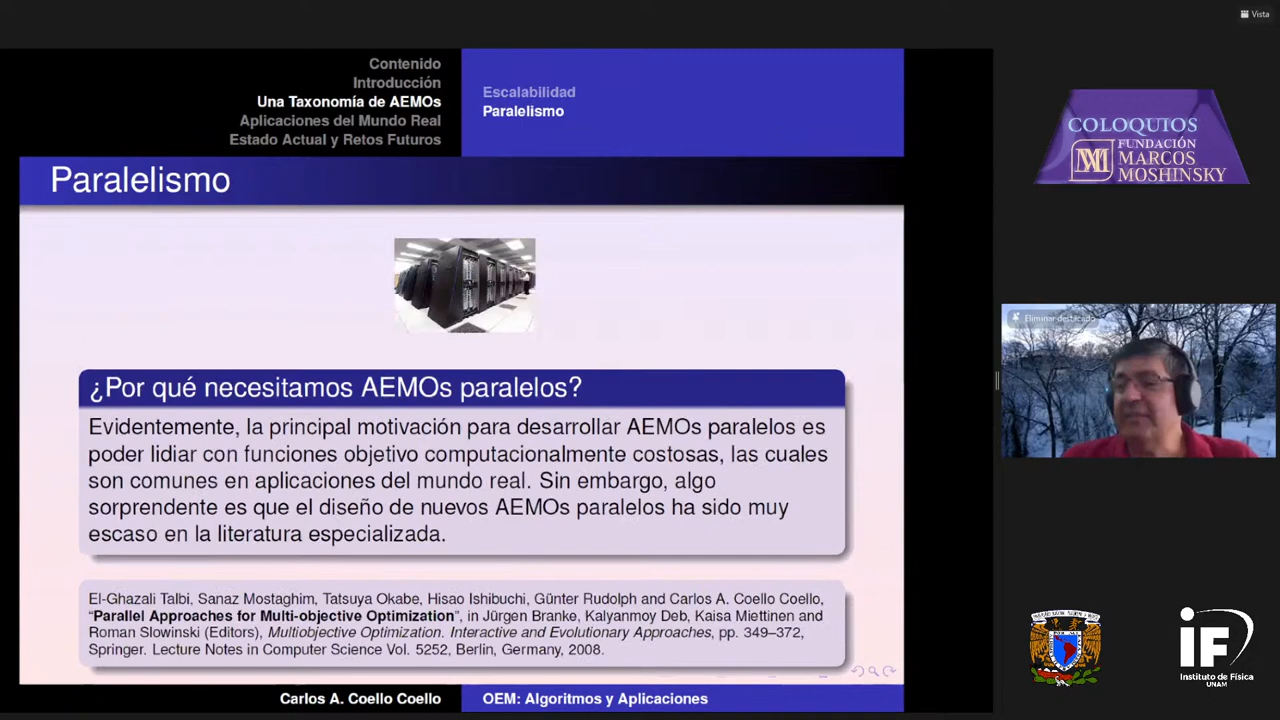 Vista
Contenido
Introducción
Una Taxonomía de AEMOs
Aplicaciones del Mundo Real
Estado Actual y Retos Futuros
Escalabilidad
Paralelismo
Paralelismo
¿Por qué necesitamos AEMOs paralelos?
Evidentemente, la principal motivación para desarrollar AEMOs paralelos es
poder lidiar con funciones objetivo computacionalmente costosas, las cuales
son comunes en aplicaciones del mundo real. Sin embargo, algo
sorprendente es que el diseño de nuevos AEMOs paralelos ha sido muy
escaso en la literatura especializada.
El-Ghazali Talbi, Sanaz Mostaghim, Tatsuya Okabe, Hisao Ishibuchi, Günter Rudolph and Carlos A. Coello Coello,
“Parallel Approaches for Multi-objective Optimization”, in Jürgen Branke, Kalyanmoy Deb, Kaisa Miettinen and
Roman Slowinski (Editors), Multiobjective Optimization. Interactive and Evolutionary Approaches, pp. 349–372,
Springer. Lecture Notes in Computer Science Vol. 5252, Berlin, Germany, 2008.
Carlos A. Coello Coello
OEM: Algoritmos y Aplicaciones
COLOQUIOS
FUNDACIÓN
MARCOS
MOSHINSKY
Eliminar destacado
iF
Instituto de Física
UNAM